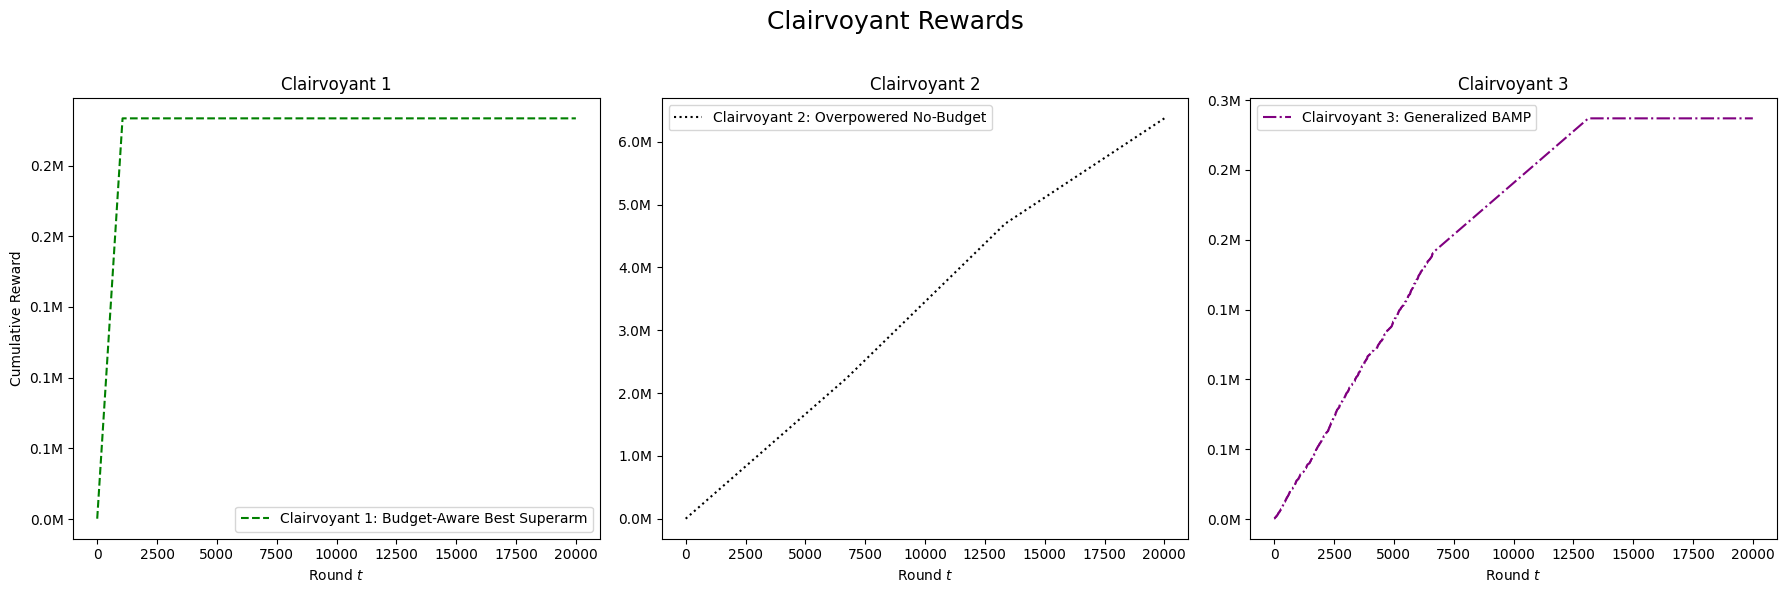 Clairvoyant Rewards
Clairvoyant 1
Cumulative Reward
0.2M
0.2M
0.1M
0.1M
0.1M
0.0M
Clairvoyant 1: Budget-Aware Best Superarm
0 2500 5000 7500 10000 12500 15000 17500 20000
Round t
Clairvoyant 2
Clairvoyant 2: Overpowered No-Budget
6.0M
5.0M
4.0M
3.0M
2.0M
1.0M
0.0M
0 2500 5000 7500 10000 12500 15000 17500 20000
Round t
Clairvoyant 3
Clairvoyant 3: Generalized BAMP
0.3M
0.2M
0.2M
0.1M
0.1M
0.1M
0.0M
0 2500 5000 7500 10000 12500 15000 17500 20000
Round t